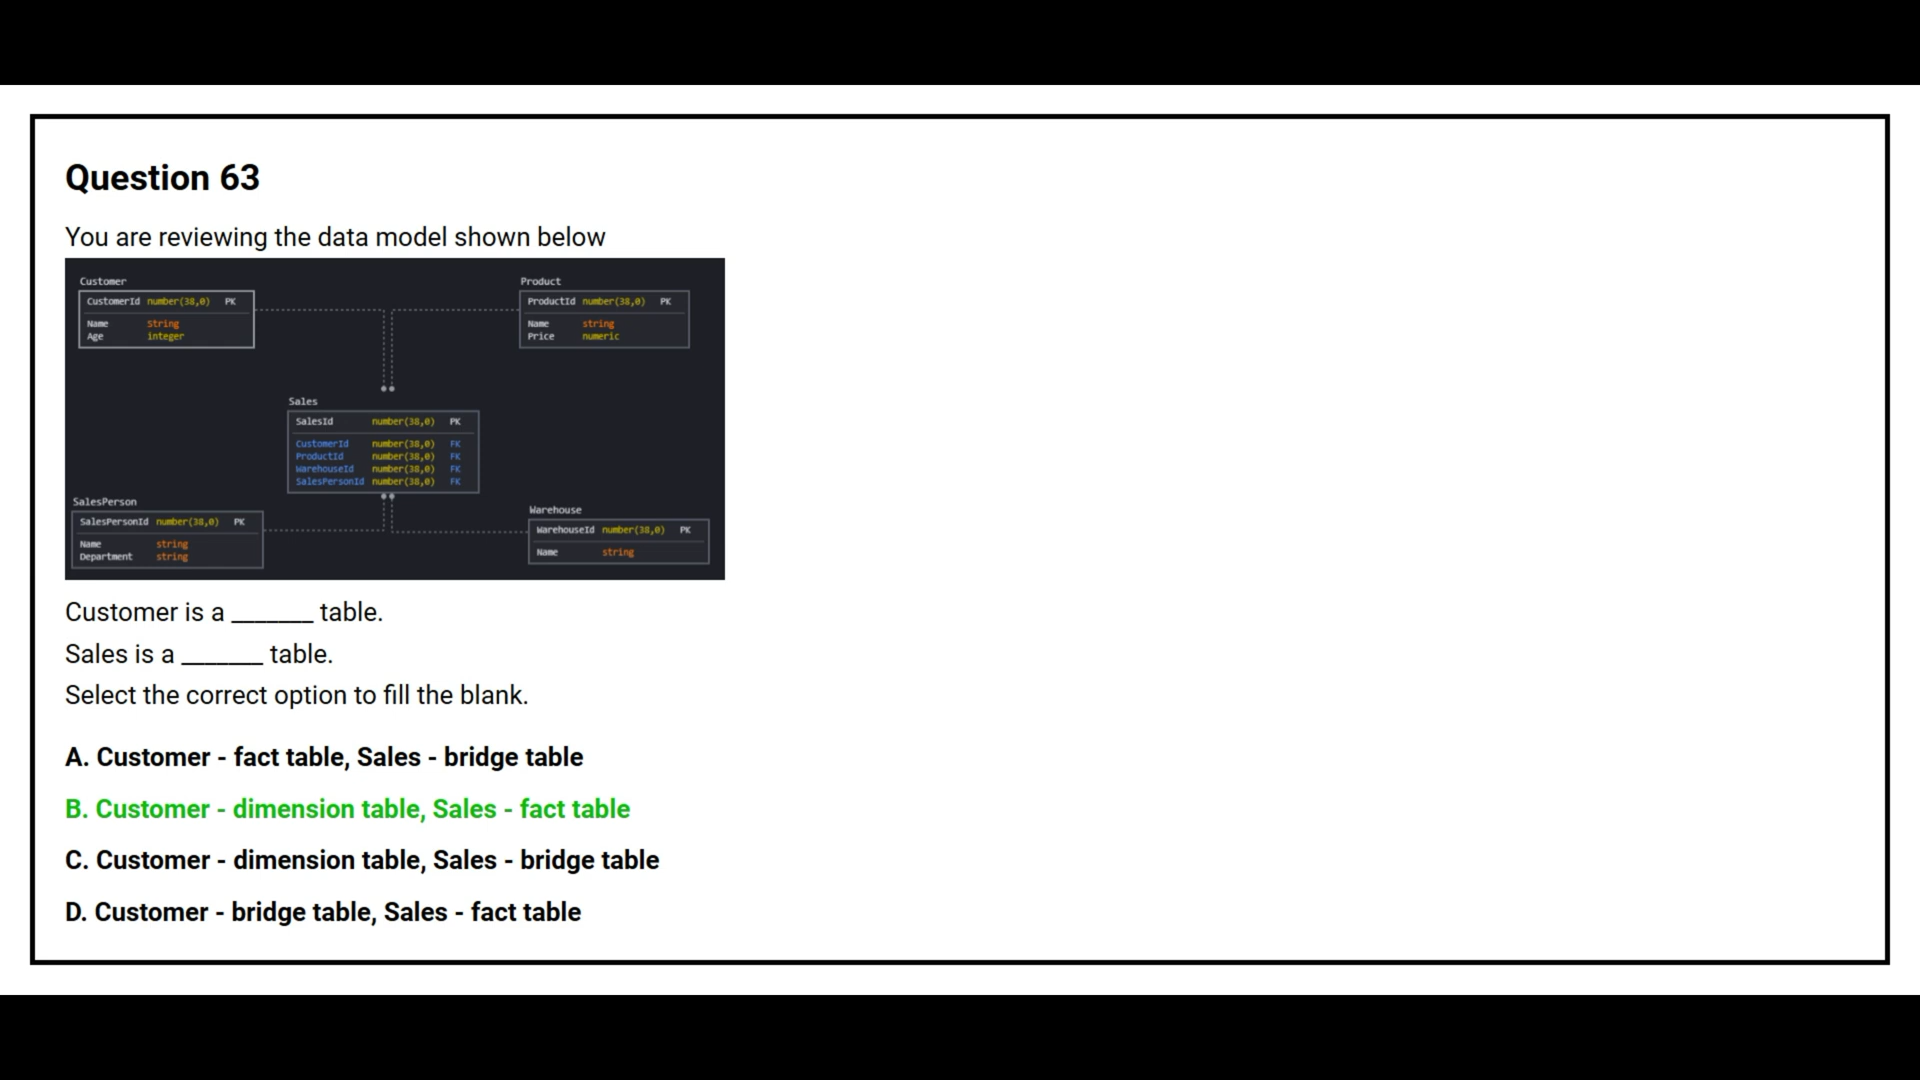 Question 63
You are reviewing the data model shown below
Customer
CustomerId number(38,0) PK
Name String
Age integer
Product
ProductId number(38,0) PK
Name string
Price numeric
Sales
SalesId number(38,0) PK
CustomerId number(38,0) FK
ProductId number(38,0) FK
WarehouseId number(38,0) FK
SalesPersonId number(38,0) FK
SalesPerson
SalesPersonId number(38,0) PK
Name string
Department string
Warehouse
WarehouseId number(38,0) PK
Name string
Customer is a ______ table.
Sales is a ______ table.
Select the correct option to fill the blank.
A. Customer - fact table, Sales - bridge table
B. Customer - dimension table, Sales - fact table
C. Customer - dimension table, Sales - bridge table
D. Customer - bridge table, Sales - fact table